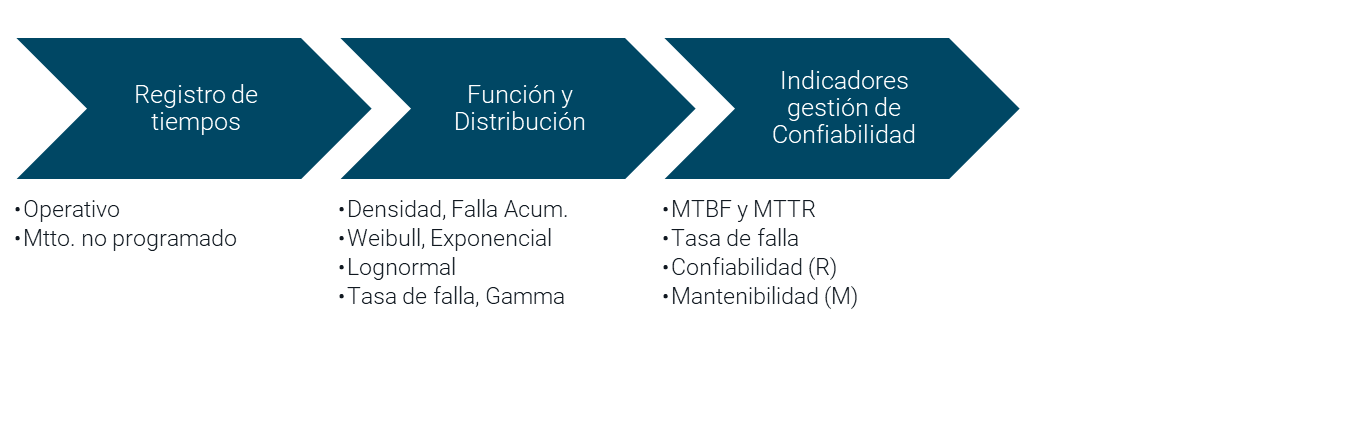 Registro de
tiempos
•Operativo
•Mtto. no programado
Función y
Distribución
•Densidad, Falla Acum.
•Weibull, Exponencial
•Lognormal
•Tasa de falla, Gamma
Indicadores
gestión de
Confiabilidad
•MTBF y MTTR
•Tasa de falla
•Confiabilidad (R)
•Mantenibilidad (M)